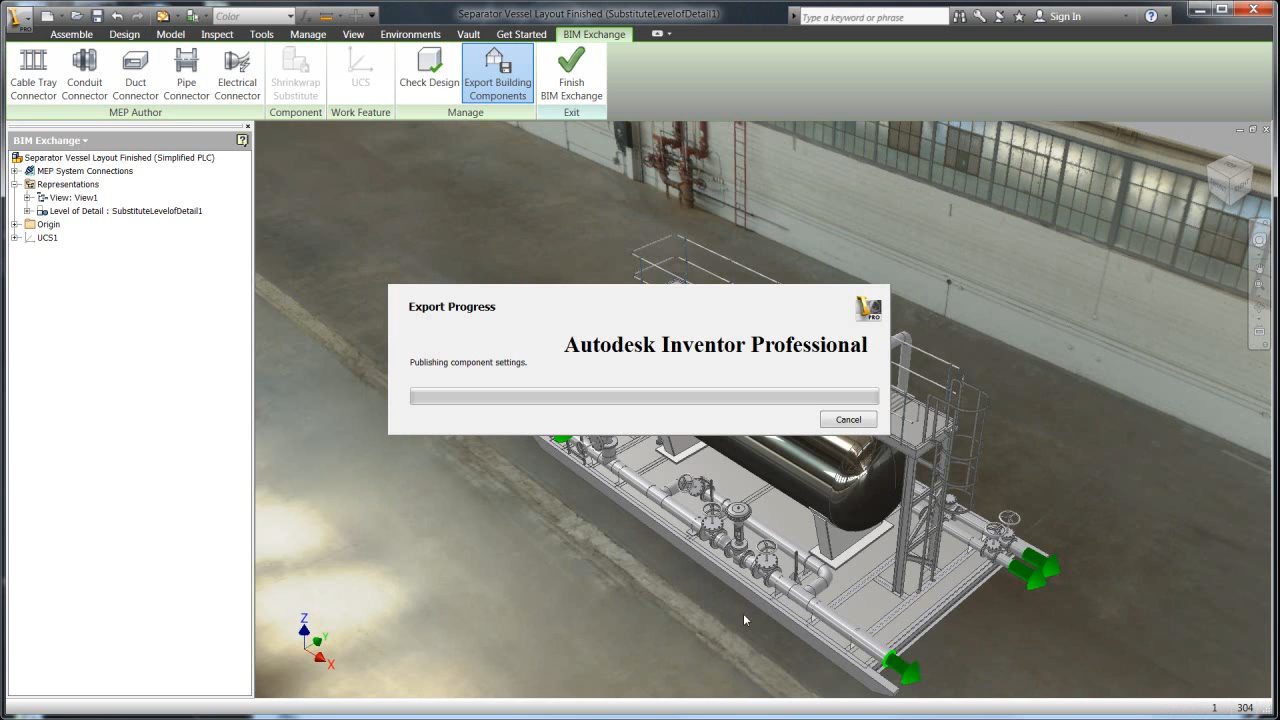 PRO
Color
Separator Vessel Layout Finished (SubstituteLevelofDetail1)
Type a keyword or phrase
Sign In
Assemble Design Model Inspect Tools Manage View Environments Vault Get Started BIM Exchange
Cable Tray Connector
Conduit Connector
Duct Connector
Pipe Connector
Electrical Connector
Shrinkwrap Substitute
UCS
Check Design
Export Building Components
Finish BIM Exchange
MEP Author Component Work Feature Manage Exit
BIM Exchange
Separator Vessel Layout Finished (Simplified PLC)
MEP System Connections
Representations
View: View1
Level of Detail : SubstituteLevelofDetail1
Origin
UCS1
Export Progress
PRO
Autodesk Inventor Professional
Publishing component settings.
Cancel
Z
Y
X
1 304